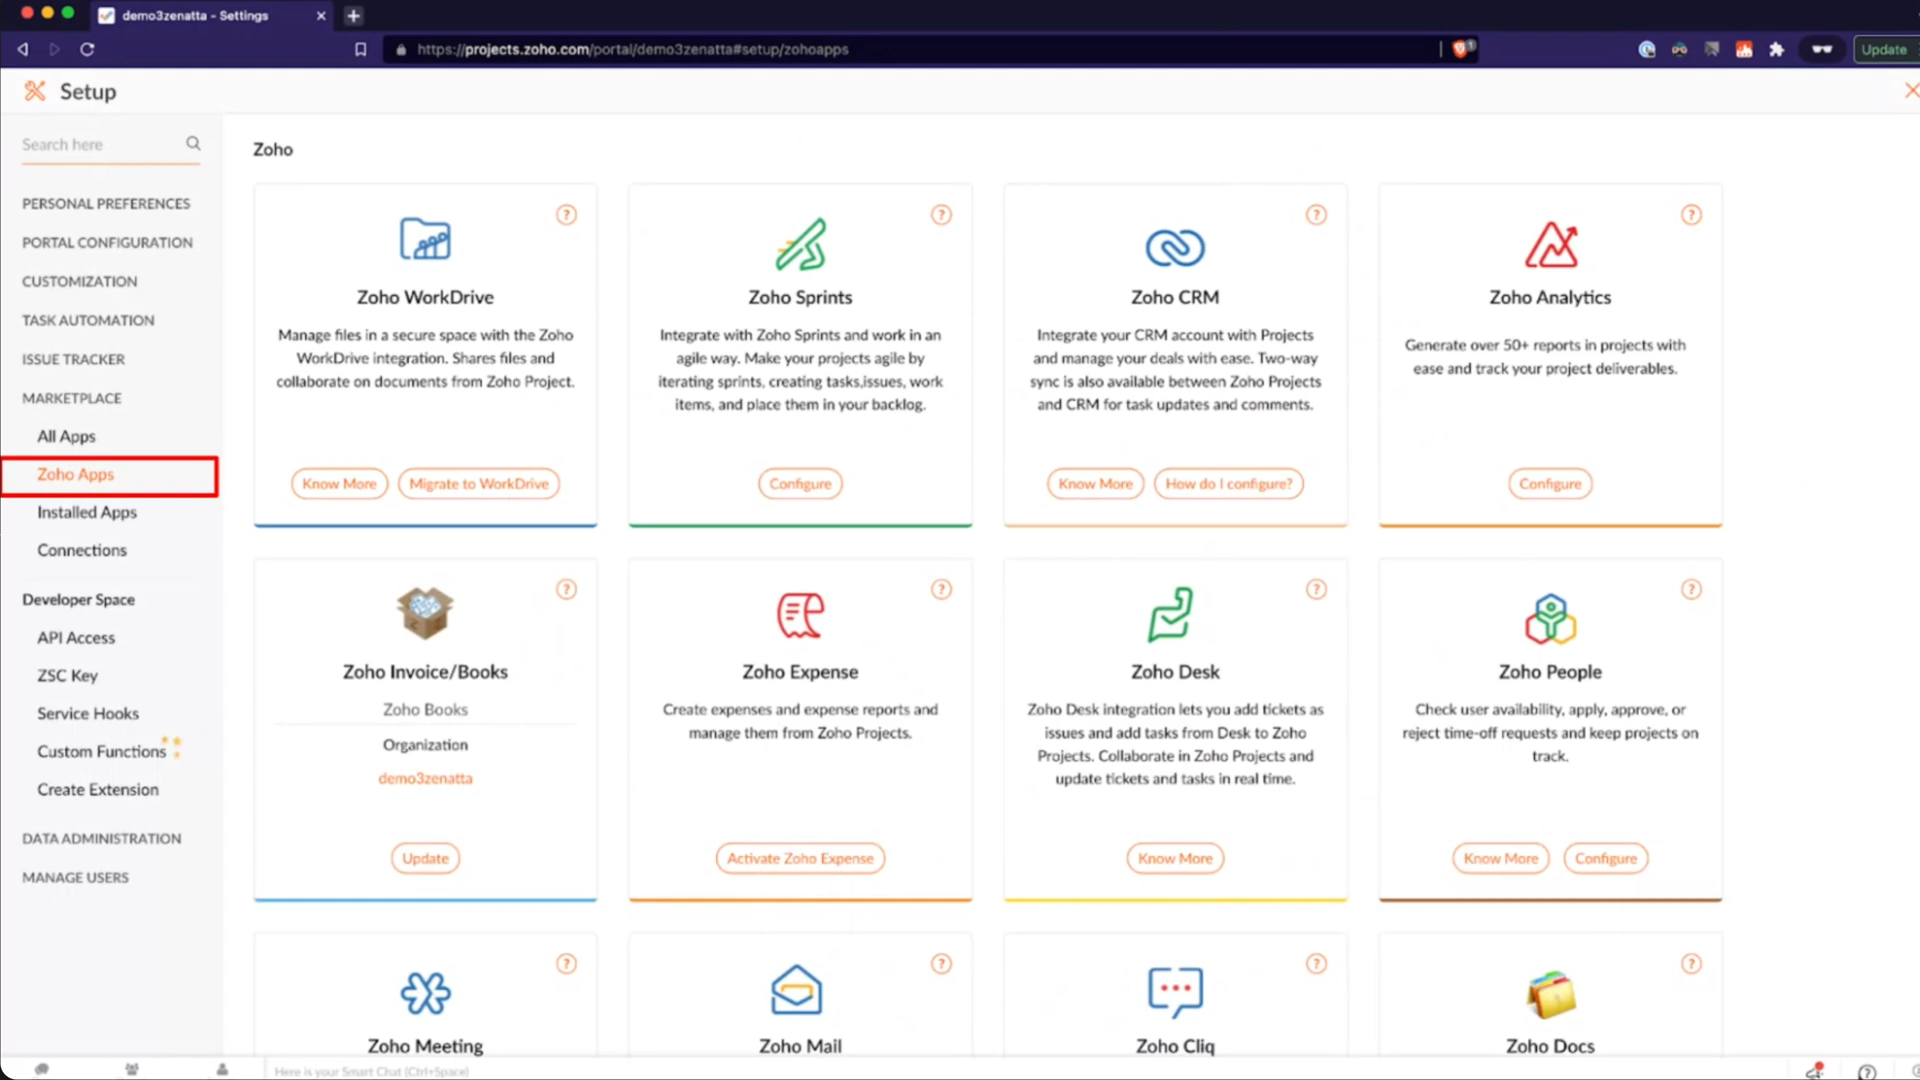 demo3zenatta - Settings
https://projects.zoho.com/portal/demo3zenatta#setup/zohoapps
1
Update
Setup
Search here
PERSONAL PREFERENCES
PORTAL CONFIGURATION
CUSTOMIZATION
TASK AUTOMATION
ISSUE TRACKER
MARKETPLACE
All Apps
Zoho Apps
Installed Apps
Connections
Developer Space
API Access
ZSC Key
Service Hooks
Custom Functions
Create Extension
DATA ADMINISTRATION
MANAGE USERS
Zoho
?
Zoho WorkDrive
Manage files in a secure space with the Zoho
WorkDrive integration. Shares files and
collaborate on documents from Zoho Project.
Know More
Migrate to WorkDrive
?
Zoho Sprints
Integrate with Zoho Sprints and work in an
agile way. Make your projects agile by
iterating sprints, creating tasks,issues, work
items, and place them in your backlog.
Configure
?
Zoho CRM
Integrate your CRM account with Projects
and manage your deals with ease. Two-way
sync is also available between Zoho Projects
and CRM for task updates and comments.
Know More
How do I configure?
?
Zoho Analytics
Generate over 50+ reports in projects with
ease and track your project deliverables.
Configure
?
Zoho Invoice/Books
Zoho Books
Organization
demo3zenatta
Update
?
Zoho Expense
Create expenses and expense reports and
manage them from Zoho Projects.
Activate Zoho Expense
?
Zoho Desk
Zoho Desk integration lets you add tickets as
issues and add tasks from Desk to Zoho
Projects. Collaborate in Zoho Projects and
update tickets and tasks in real time.
Know More
?
Zoho People
Check user availability, apply, approve, or
reject time-off requests and keep projects on
track.
Know More
Configure
?
Zoho Meeting
?
Zoho Mail
?
Zoho Cliq
?
Zoho Docs
Here is your Smart Chat (Ctrl+Space)
?